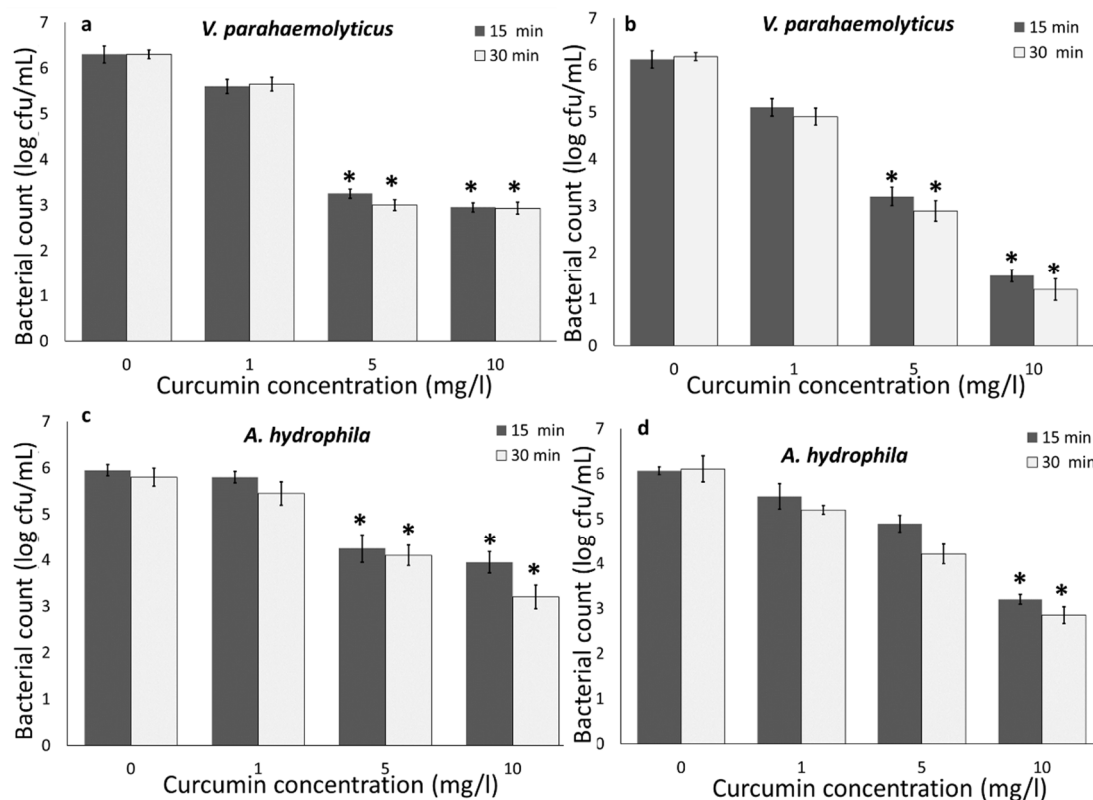 a
V. parahaemolyticus
15 min
30 min
7
6
5
4
3
2
1
0
Bacterial count (log cfu/mL)
*
*
*
*
0
1
5
10
Curcumin concentration (mg/l)
b
V. parahaemolyticus
15 min
30 min
7
6
5
4
3
2
1
0
Bacterial count (log cfu/mL)
*
*
*
*
0
1
5
10
Curcumin concentration (mg/l)
c
A. hydrophila
15 min
30 min
7
6
5
4
3
2
1
0
Bacterial count (log cfu/mL)
*
*
*
*
0
1
5
10
Curcumin concentration (mg/l)
d
A. hydrophila
15 min
30 min
7
6
5
4
3
2
1
0
Bacterial count (log cfu/mL)
*
*
0
1
5
10
Curcumin concentration (mg/l)